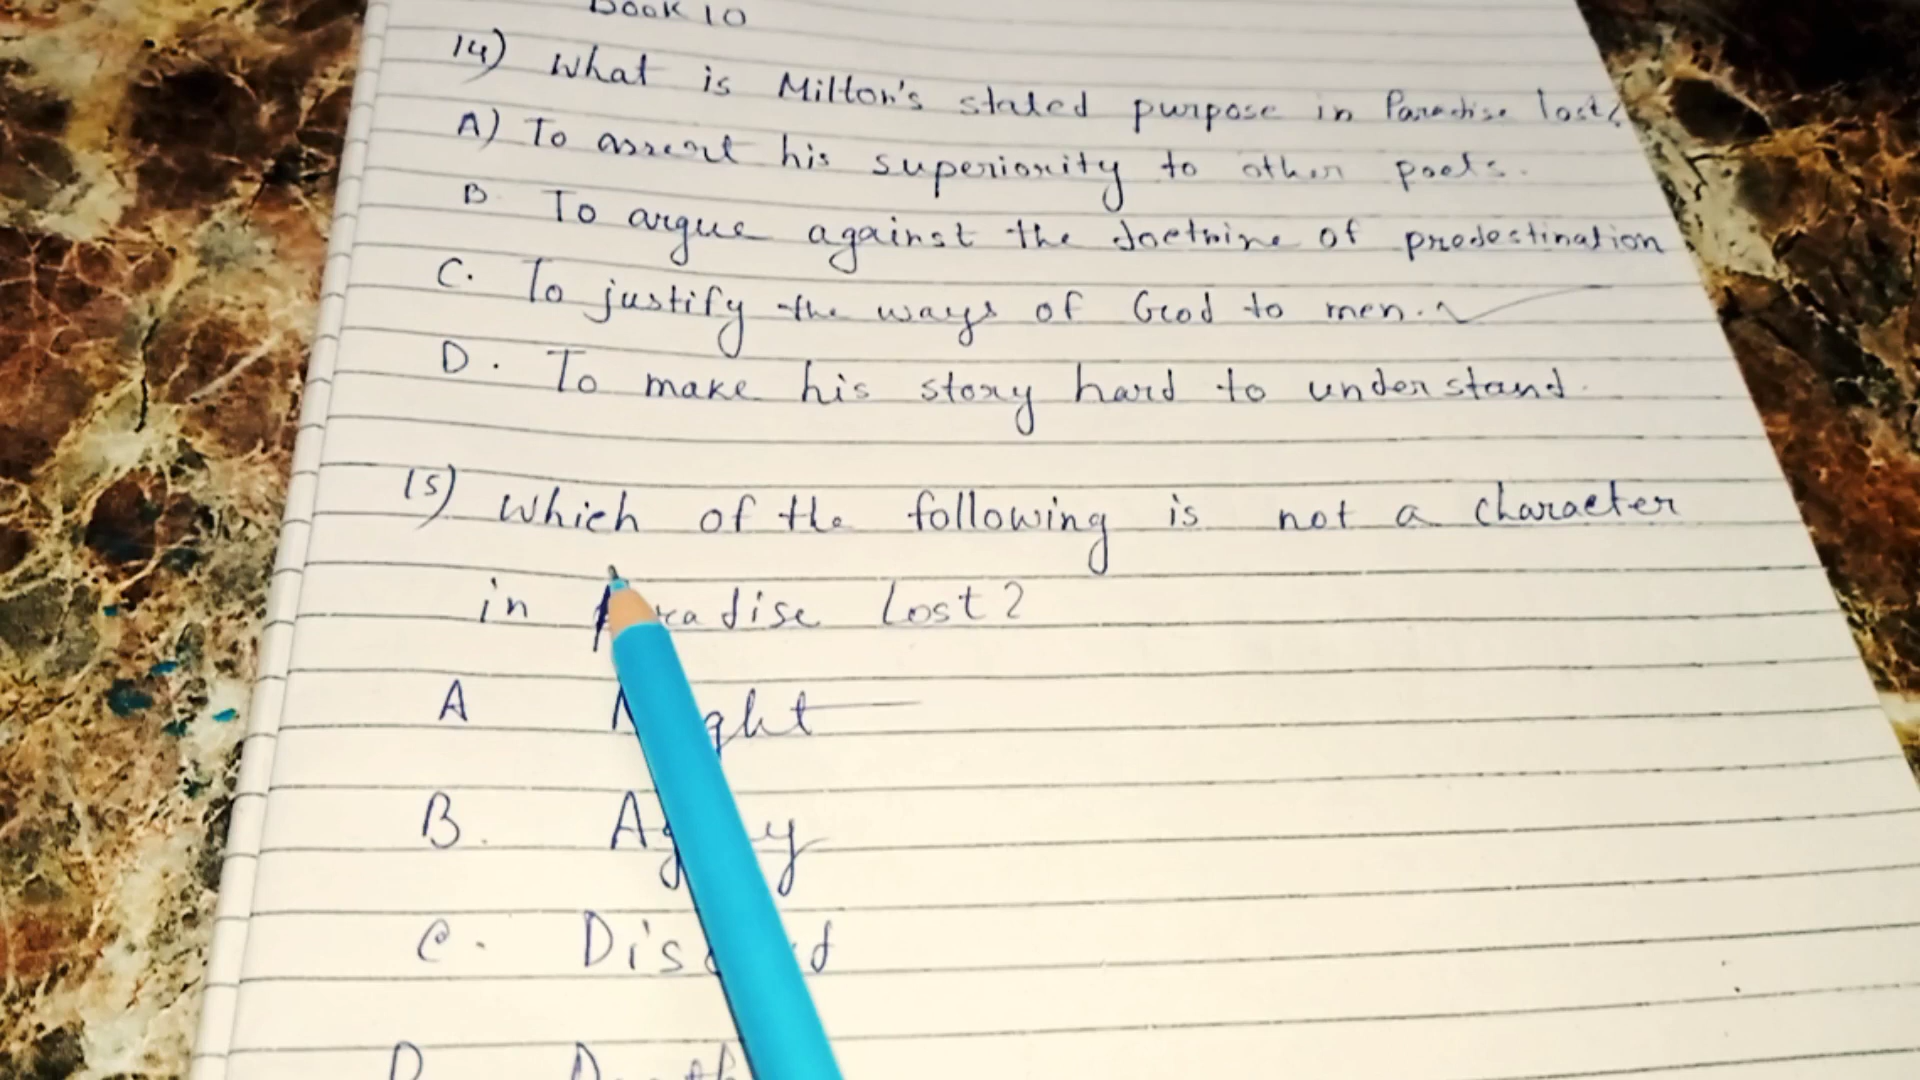 Book 10
14) What is Milton's stated purpose in Paradise lost?
A) To assert his superiority to other poets.
B. To argue against the doctrine of predestination
C. To justify the ways of God to men.
D. To make his story hard to understand.
15) Which of the following is not a character
in Paradise Lost?
A
B.
C.
D Death